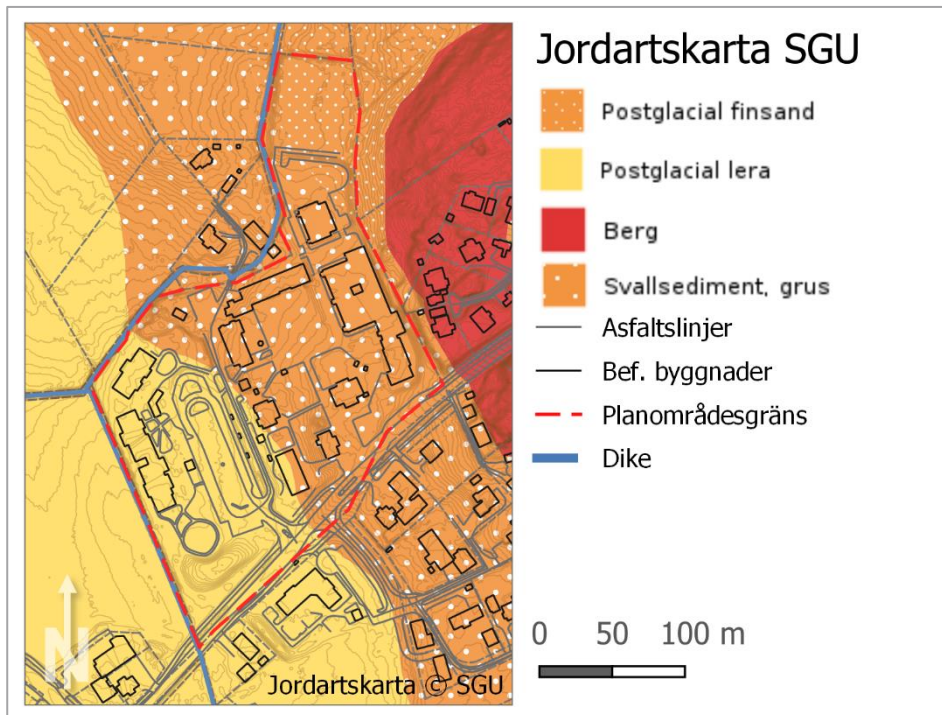 Jordartskarta SGU
Postglacial finsand
Postglacial lera
Berg
Svallsediment, grus
Asfaltslinjer
Bef. byggnader
Planområdesgräns
Dike
0 50 100 m
N
Jordartskarta © SGU